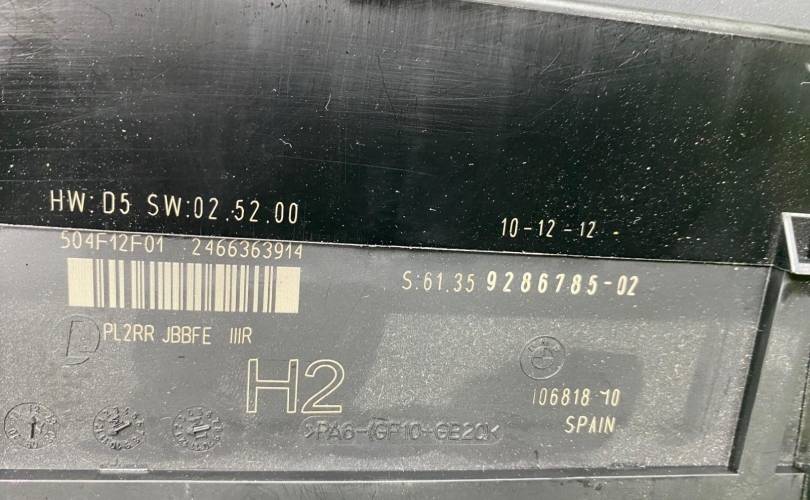 HW:D5 SW:02.52.00
10-12-12
504F12F01 2466363914
S:61.35 9286785-02
PL2RR JBBFE IIIR
H2
106818-10
SPAIN
>PA6-(GF10+GB20)<